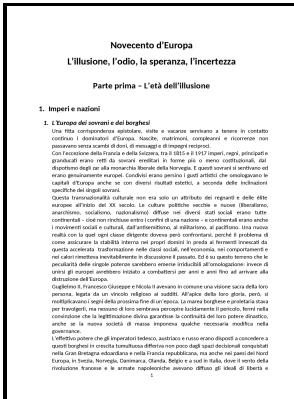 Novecento d'Europa
L'illusione, l'odio, la speranza, l'incertezza
Parte prima – L'età dell'illusione
1. Imperi e nazioni
1. L'Europa dei sovrani e dei borghesi
Una fitta corrispondenza epistolare, visite e vacanze servivano a tenere in contatto
continuo i dominatori d'Europa. Nascite, matrimoni, compleanni e ricorrenze non
passavano senza scambi di doni, di messaggi e di impegni reciproci.
Con l'eccezione della Francia e della Svizzera, tra il 1815 e il 1917 imperi, regni, principati e
granducati erano retti da sovrani ereditari in forme più o meno costituzionali, dal
dispotismo degli zar alla monarchia liberale della Norvegia. E questi sovrani si sentivano ed
erano genuinamente europei. Condivisi erano persino i gusti artistici che omologavano le
capitali d'Europa anche se con diversi risultati estetici, a seconda delle inclinazioni
specifiche dei singoli sovrani.
Questa transnazionalità culturale non era solo un attributo dei regnanti e delle élite
europee all'inizio del XX secolo. Le culture politiche vecchie e nuove (liberalismo,
anarchismo, socialismo, nazionalismo) diffuse nei diversi stati sociali erano tutte
continentali – cioè non rinchiuse nei confini di una nazione – e continentali erano anche
i movimenti sociali e culturali, dall'antisemitismo, al militarismo, al pacifismo. Una nuova
realtà con la quel ogni classe dirigente doveva però confrontarsi, perché il problema di
come assicurare la stabilità interna nei propri domini in preda ai fermenti innescati da
questa accelerata trasformazione nelle classi sociali, nell'economia, nei comportamenti e
nei calori rimetteva inevitabilmente in discussione il passato. Ed è su questo terreno che le
peculiarità delle singole potenze sarebbero emerse irriducibili all'omologazione: invece di
unirsi gli europei avrebbero iniziato a combattersi per anni e anni fino ad arrivare alla
distruzione dell'Europa.
Guglielmo II, Francesco Giuseppe e Nicola II avevano in comune una visione sacra della loro
persona, legata da un vincolo religioso ai sudditi. All'apice della loro gloria, però, si
moltiplicavano i segni della prossima fine di un'epoca. La marea borghese e proletaria stava
per travolgerli, ma nessuno di loro sembrava percepire lucidamente il pericolo, fermi nella
convinzione che la legittimazione divina garantisse la continuità del loro potere dinastico,
anche se la nuova società di massa imponeva qualche necessaria modifica nella
governance.
L'effettivo potere che gli imperatori tedesco, austriaco e russo erano disposti a concedere a
questi borghesi in crescita tumultuosa differiva non poco dagli spazi decisionali conquistati
nella Gran Bretagna edoardiana e nella Francia repubblicana, ma anche nei paesi del Nord
Europa, in Svezia, Norvegia, Danimarca, Olanda, Belgio e a sud in Italia, dove il vento della
rivoluzione francese e le armate napoleoniche avevano diffuso gli ideali di libertà e
1